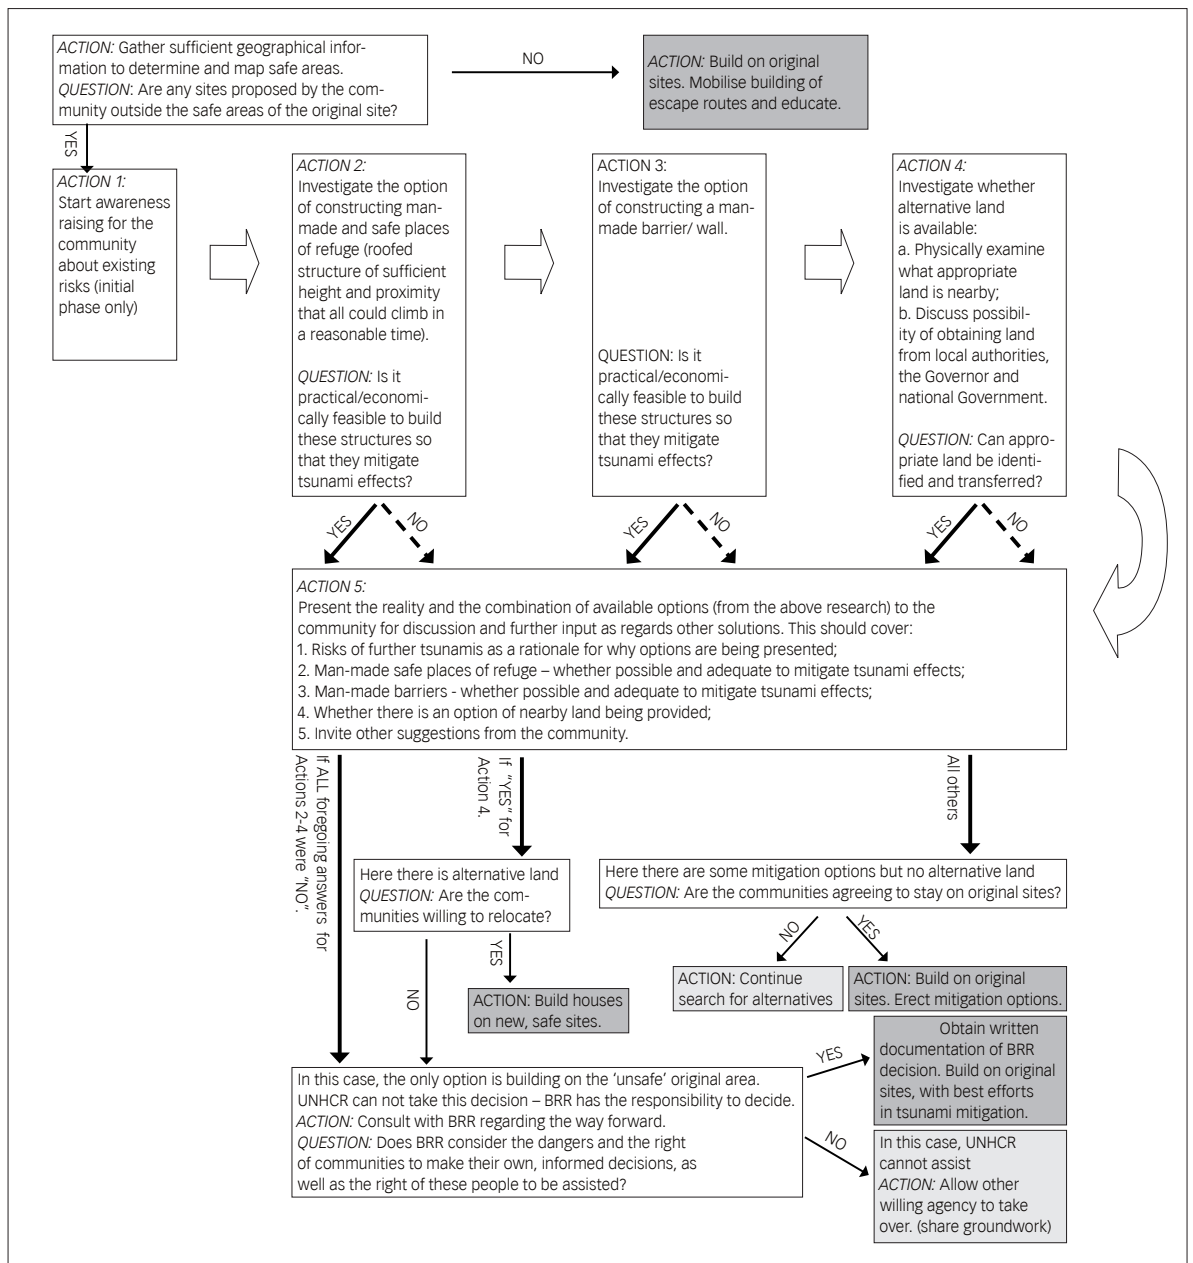 ACTION: Gather sufficient geographical infor-
mation to determine and map safe areas.
QUESTION: Are any sites proposed by the com-
munity outside the safe areas of the original site?
NO
ACTION: Build on original
sites. Mobilise building of
escape routes and educate.
YES
ACTION 1:
Start awareness
raising for the
community
about existing
risks (initial
phase only)
ACTION 2:
Investigate the option
of constructing man-
made and safe places
of refuge (roofed
structure of sufficient
height and proximity
that all could climb in
a reasonable time).
QUESTION: Is it
practical/economi-
cally feasible to build
these structures so
that they mitigate
tsunami effects?
ACTION 3:
Investigate the option
of constructing a man-
made barrier/ wall.
QUESTION: Is it
practical/economi-
cally feasible to build
these structures so
that they mitigate
tsunami effects?
ACTION 4:
Investigate whether
alternative land
is available:
a. Physically examine
what appropriate
land is nearby;
b. Discuss possibil-
ity of obtaining land
from local authorities,
the Governor and
national Government.
QUESTION: Can appro-
priate land be identi-
fied and transferred?
YES
NO
YES
NO
YES
NO
ACTION 5:
Present the reality and the combination of available options (from the above research) to the
community for discussion and further input as regards other solutions. This should cover:
1. Risks of further tsunamis as a rationale for why options are being presented;
2. Man-made safe places of refuge – whether possible and adequate to mitigate tsunami effects;
3. Man-made barriers - whether possible and adequate to mitigate tsunami effects;
4. Whether there is an option of nearby land being provided;
5. Invite other suggestions from the community.
If ALL foregoing answers for
Actions 2-4 were "NO".
If "YES" for
Action 4.
All others
Here there is alternative land
QUESTION: Are the com-
munities willing to relocate?
Here there are some mitigation options but no alternative land
QUESTION: Are the communities agreeing to stay on original sites?
NO
YES
NO
YES
ACTION: Build houses
on new, safe sites.
ACTION: Continue
search for alternatives
ACTION: Build on original
sites. Erect mitigation options.
In this case, the only option is building on the ‘unsafe’ original area.
UNHCR can not take this decision – BRR has the responsibility to decide.
ACTION: Consult with BRR regarding the way forward.
QUESTION: Does BRR consider the dangers and the right
of communities to make their own, informed decisions, as
well as the right of these people to be assisted?
YES
NO
Obtain written
documentation of BRR
decision. Build on original
sites, with best efforts
in tsunami mitigation.
In this case, UNHCR
cannot assist
ACTION: Allow other
willing agency to take
over. (share groundwork)